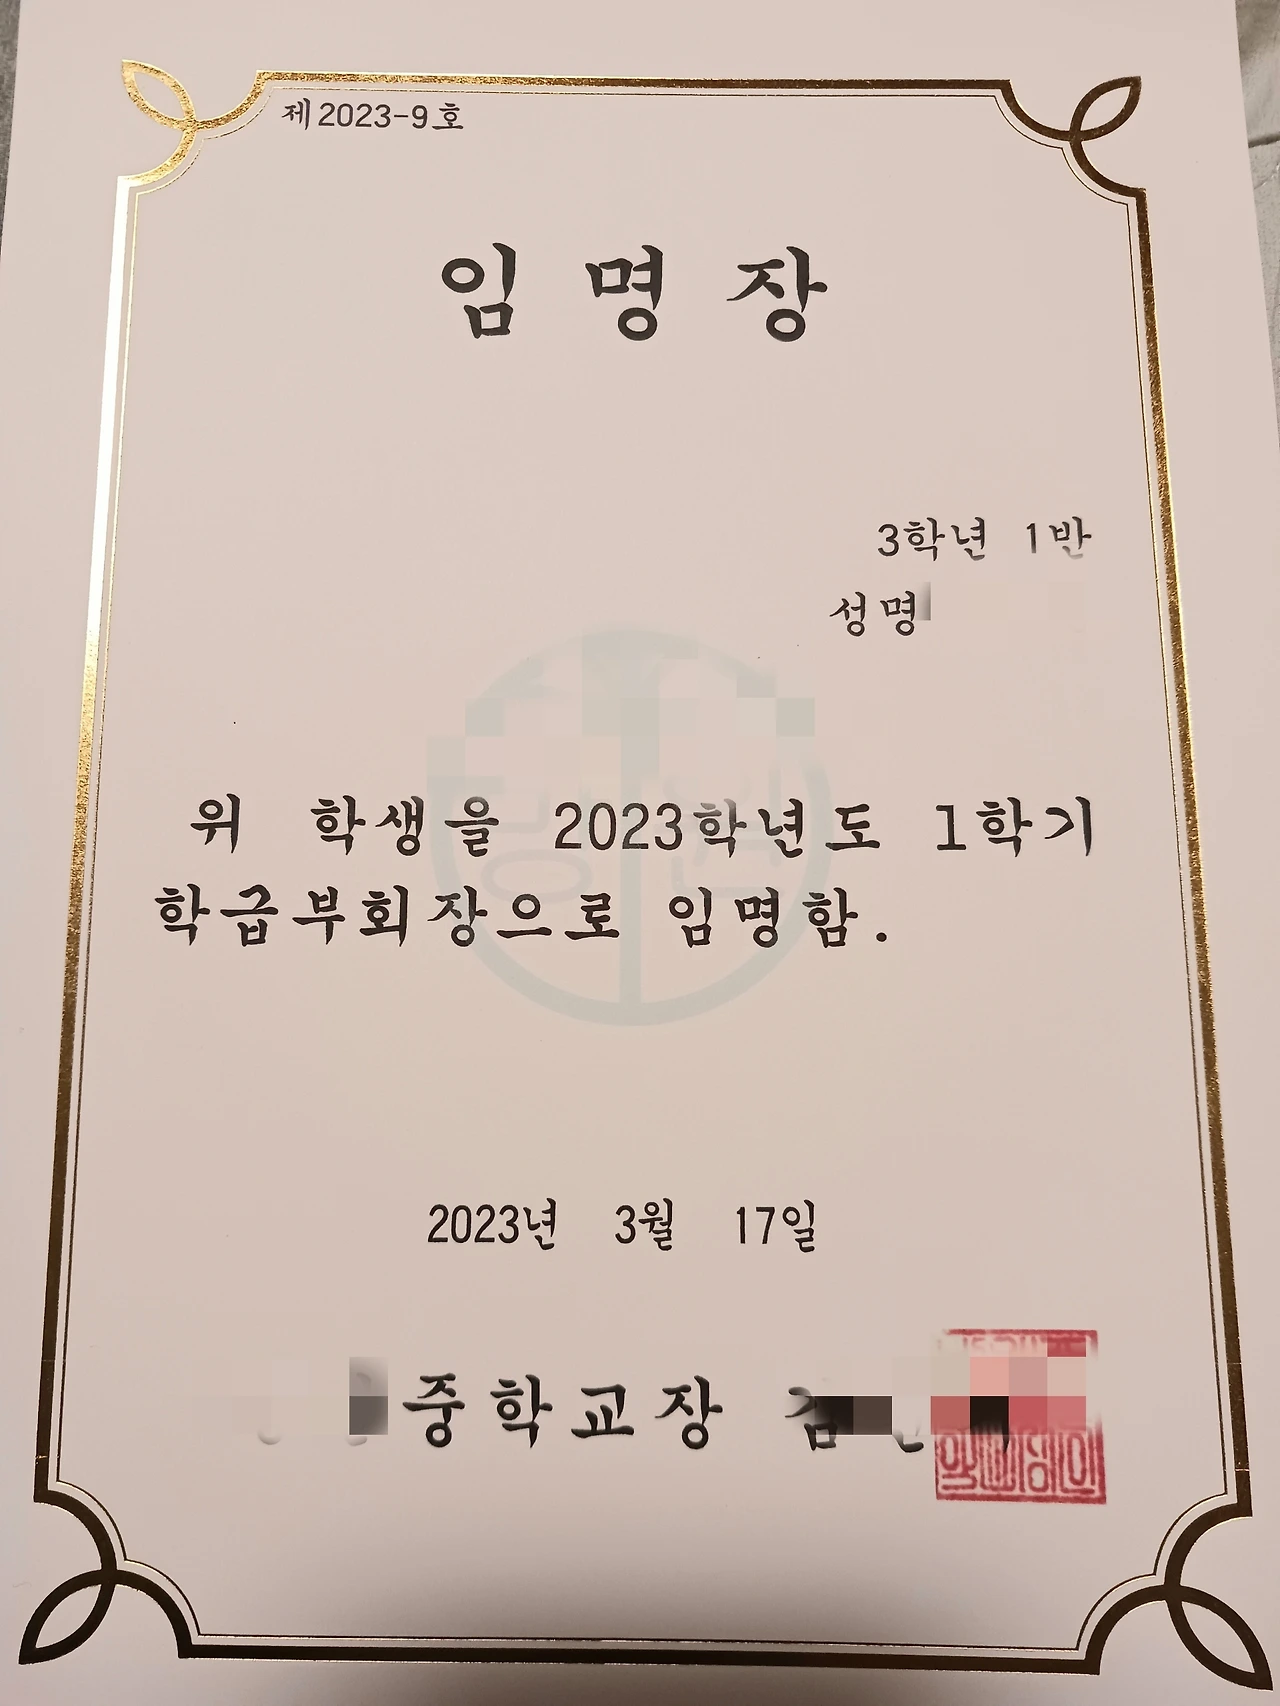 제2023-9호
임명장
3학년 1반
성명
위 학생을 2023학년도 1학기
학급부회장으로 임명함.
2023년 3월 17일
중학교장